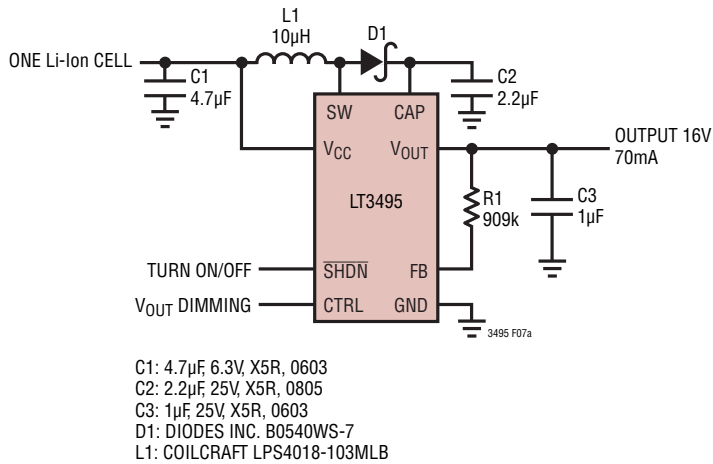 L1
10µH
D1
ONE Li-Ion CELL
C1
4.7µF
C2
2.2µF
SW
CAP
VCC
VOUT
OUTPUT 16V
70mA
LT3495
R1
909k
C3
1µF
TURN ON/OFF
SHDN
FB
VOUT DIMMING
CTRL
GND
3495 F07a
C1: 4.7µF, 6.3V, X5R, 0603
C2: 2.2µF, 25V, X5R, 0805
C3: 1µF, 25V, X5R, 0603
D1: DIODES INC. B0540WS-7
L1: COILCRAFT LPS4018-103MLB